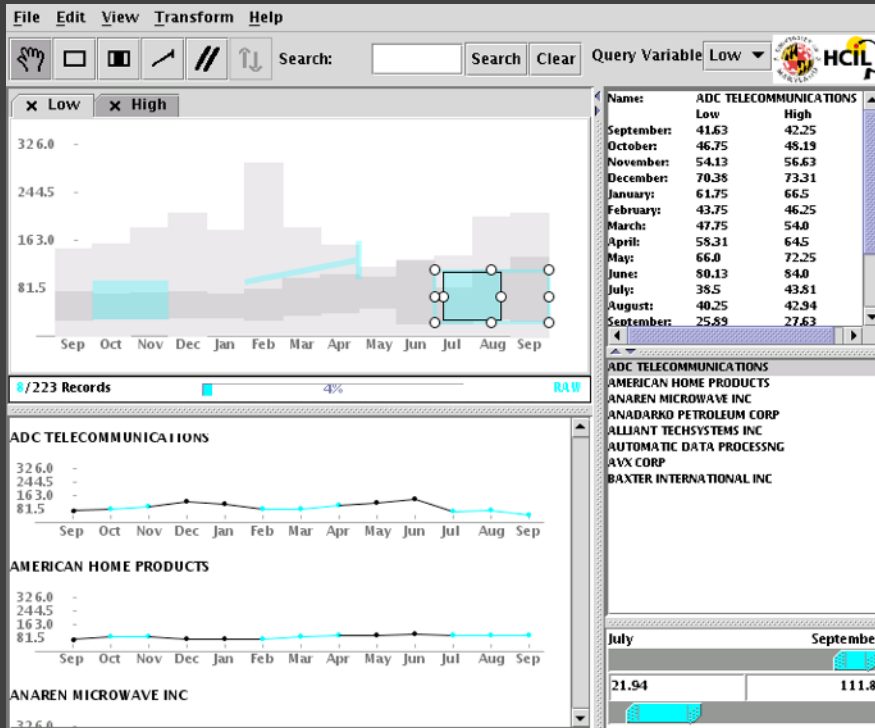 File Edit View Transform Help
Search: Search Clear Query Variable Low HCIL
UNIVERSITY OF MARYLAND
× Low × High
326.0
244.5
163.0
81.5
Sep Oct Nov Dec Jan Feb Mar Apr May Jun Jul Aug Sep
8/223 Records 4% RAW
ADC TELECOMMUNICATIONS
326.0
244.5
163.0
81.5
Sep Oct Nov Dec Jan Feb Mar Apr May Jun Jul Aug Sep
AMERICAN HOME PRODUCTS
326.0
244.5
163.0
81.5
Sep Oct Nov Dec Jan Feb Mar Apr May Jun Jul Aug Sep
ANAREN MICROWAVE INC
326.0
Name: ADC TELECOMMUNICATIONS
Low High
September: 41.63 42.25
October: 46.75 48.19
November: 54.13 56.63
December: 70.38 73.31
January: 61.75 66.5
February: 43.75 46.25
March: 47.75 54.0
April: 58.31 64.5
May: 66.0 72.25
June: 80.13 84.0
July: 38.5 43.81
August: 40.25 42.94
September: 25.89 27.63
ADC TELECOMMUNICATIONS
AMERICAN HOME PRODUCTS
ANAREN MICROWAVE INC
ANADARKO PETROLEUM CORP
ALLIANT TECHSYSTEMS INC
AUTOMATIC DATA PROCESSNG
AVX CORP
BAXTER INTERNATIONAL INC
July Septembe
21.94 111.8